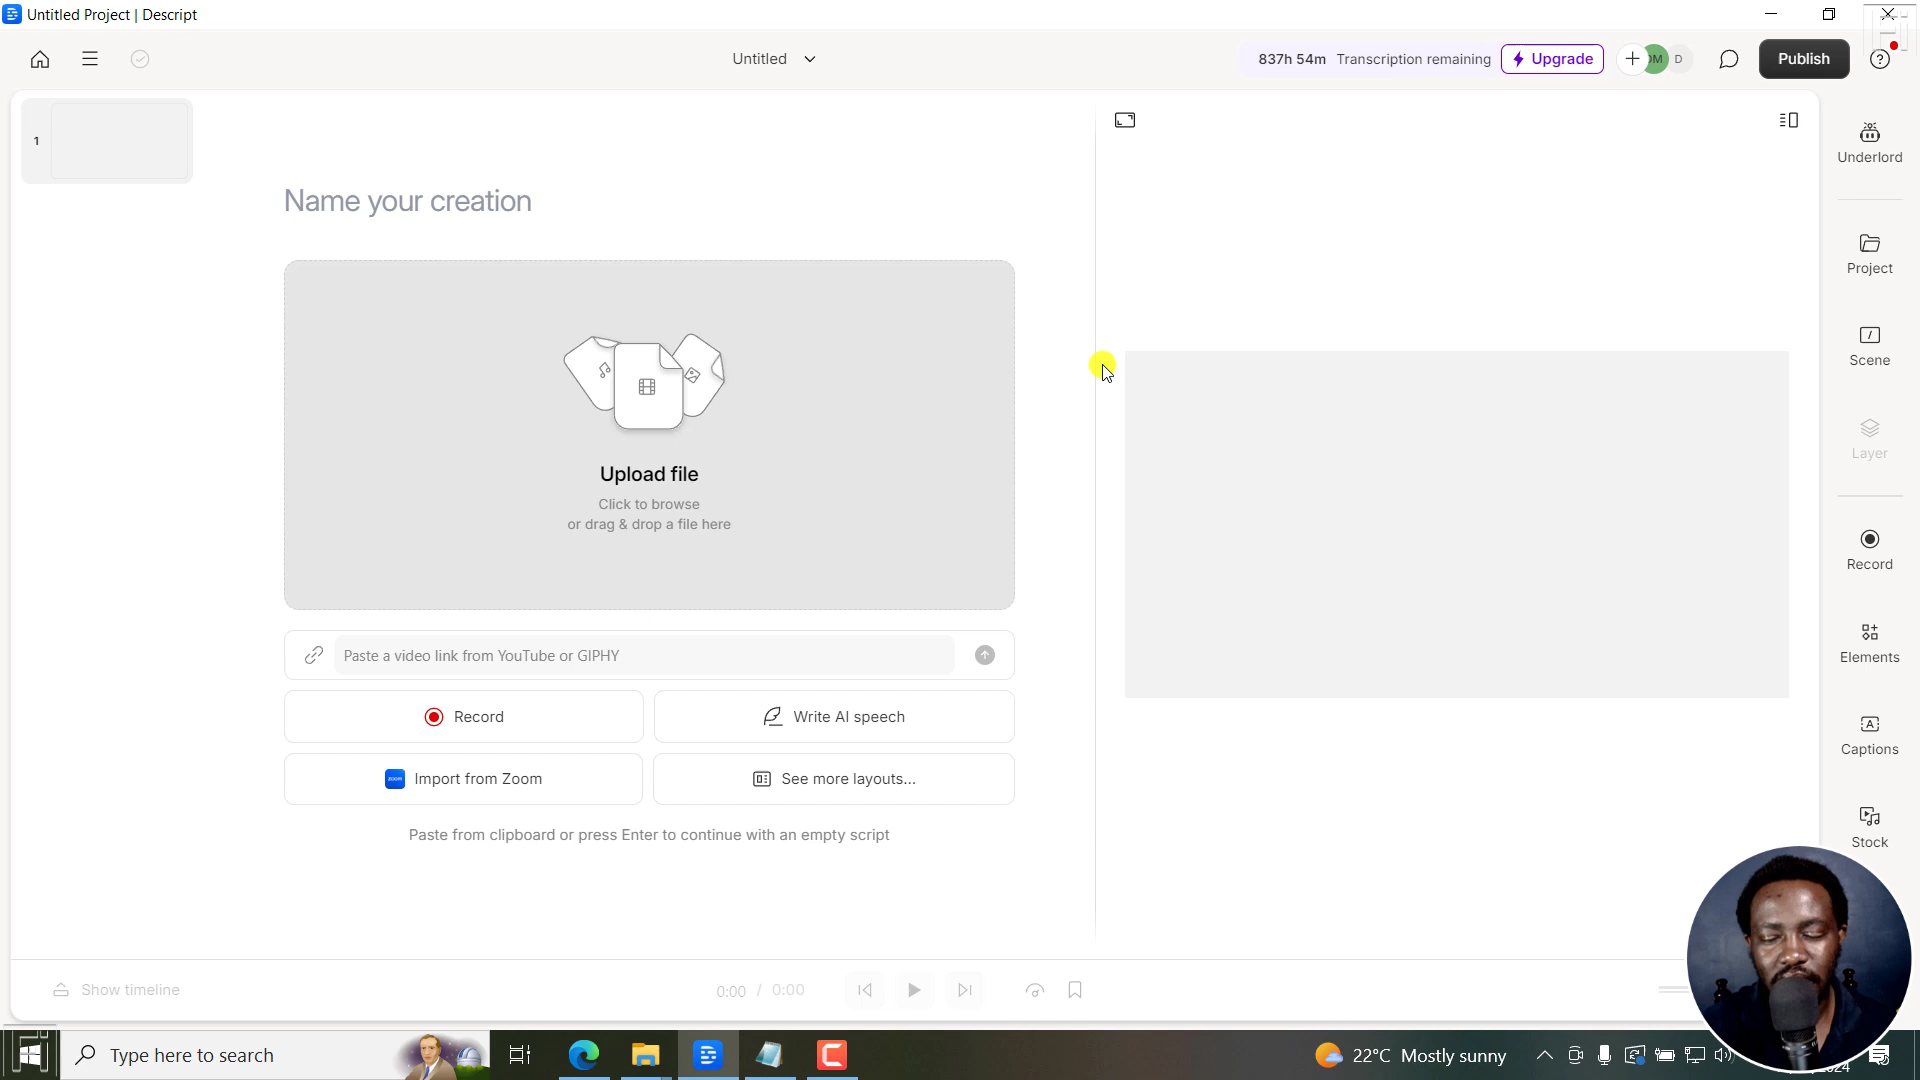 Untitled Project | Descript
Untitled
837h 54m Transcription remaining
Upgrade
DM
D
Publish
1
Name your creation
Underlord
Project
Scene
Layer
Upload file
Click to browse
or drag & drop a file here
Paste a video link from YouTube or GIPHY
Record
Write AI speech
zoom
Import from Zoom
See more layouts...
Paste from clipboard or press Enter to continue with an empty script
Record
Elements
Captions
Stock
Show timeline
0:00 / 0:00
Type here to search
22°C Mostly sunny